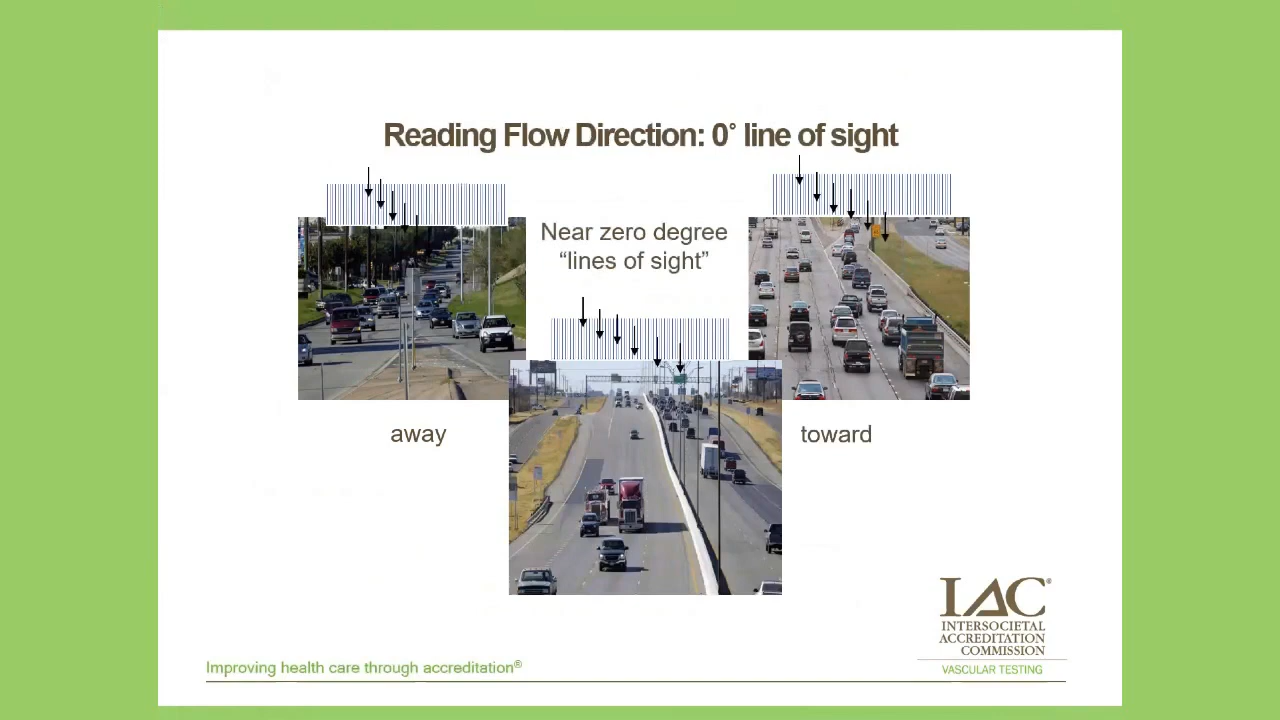 Reading Flow Direction: 0° line of sight
Near zero degree
“lines of sight”
away
toward
IAC®
INTERSOCIETAL
ACCREDITATION
COMMISSION
VASCULAR TESTING
Improving health care through accreditation®